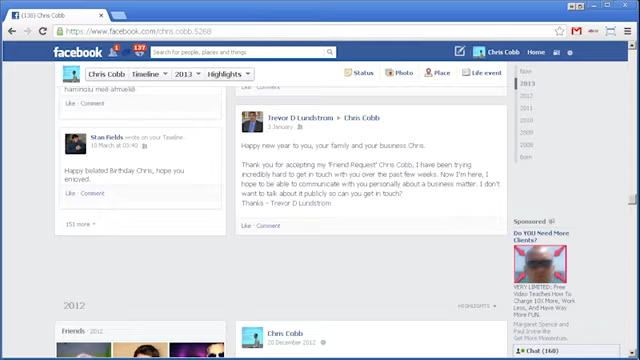 (138) Chris Cobb
https://www.facebook.com/chris.cobb.5268
facebook
1
137
Search for people, places and things
Chris Cobb
Home
Chris Cobb
Timeline
2013
Highlights
Status
Photo
Place
Life event
Like · Comment
Stan Fields wrote on your Timeline.
10 March at 03:40
Happy belated Birthday Chris, hope you
enjoyed.
Like · Comment
151 more
Like · Comment
Trevor D Lundstrom ▸ Chris Cobb
3 January
Happy new year to you, your family and your business Chris.
Thank you for accepting my 'Friend Request' Chris Cobb, I have been trying
incredibly hard to get in touch with you over the past few weeks. Now I'm here, I
hope to be able to communicate with you personally about a business matter. I don't
want to talk about it publicly so can you get in touch?
Thanks - Trevor D Lundstrom
Like · Comment
2012
HIGHLIGHTS
Friends · 2012
Chris Cobb
20 December 2012
Now
2013
2012
2011
2010
2009
2008
Born
Sponsored
Do YOU Need More
Clients?
VERY LIMITED: Free
Video Teaches How To
Charge 10X More, Work
Less, And Have Way
More FUN.
Margaret Spence and
Paul
Get More Momentum.
Chat (168)